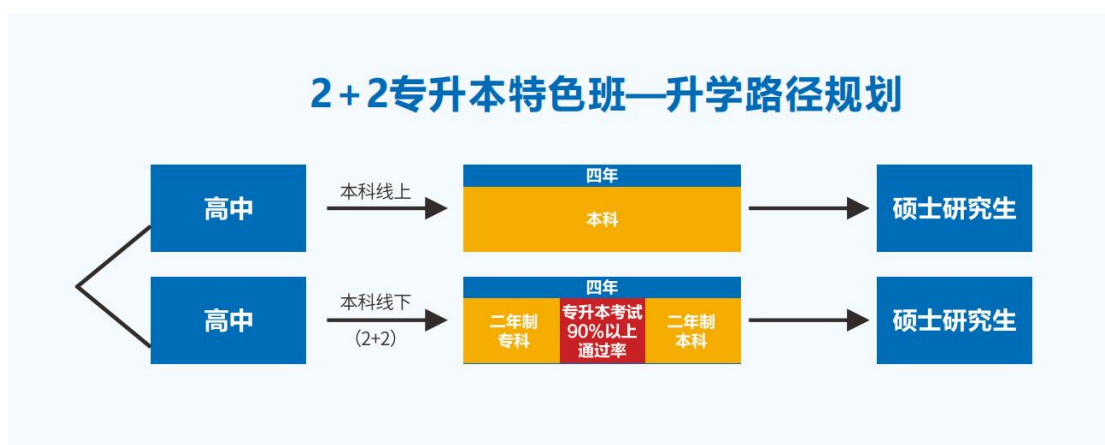 2+2专升本特色班—升学路径规划
高中
本科线上
四年
本科
硕士研究生
高中
本科线下
(2+2)
四年
二年制
专科
专升本考试
90%以上
通过率
二年制
本科
硕士研究生